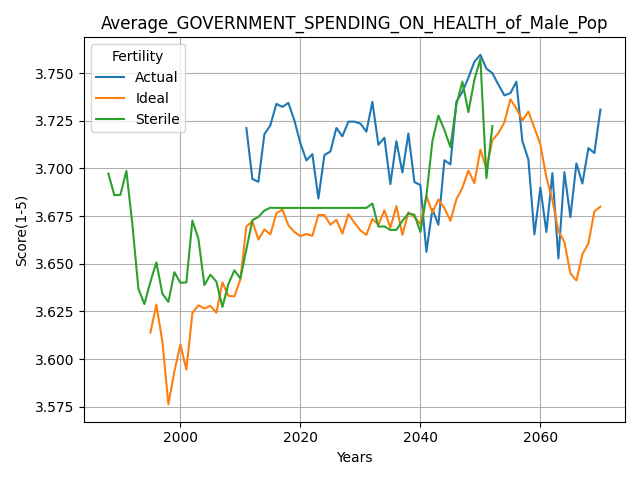 Average_GOVERNMENT_SPENDING_ON_HEALTH_of_Male_Pop
Fertility
Actual
Ideal
Sterile
Score(1-5)
3.750
3.725
3.700
3.675
3.650
3.625
3.600
3.575
2000
2020
2040
2060
Years